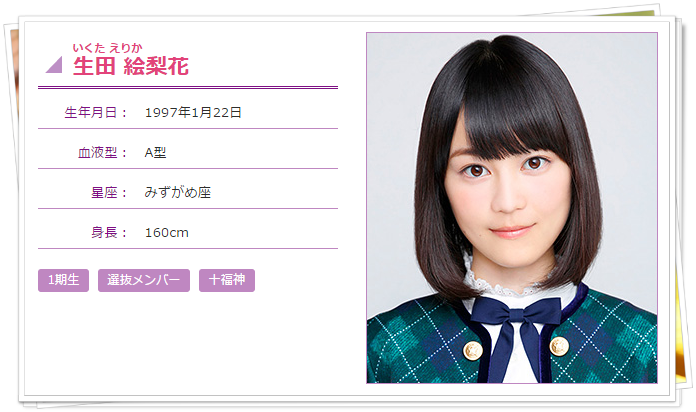 いくた えりか
生田 絵梨花
生年月日： 1997年1月22日
血液型： A型
星座： みずがめ座
身長： 160cm
1期生 選抜メンバー 十福神